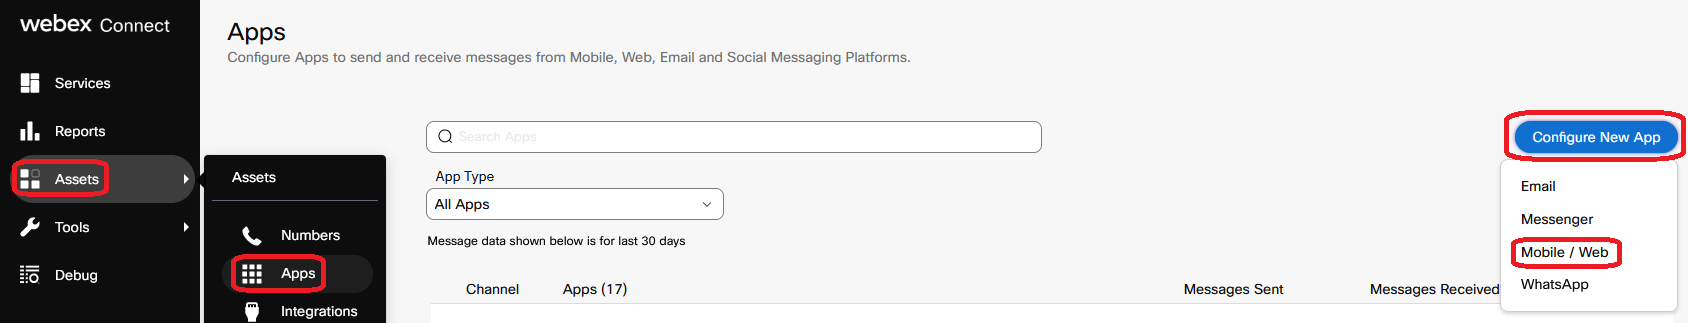 webex Connect
Services
Reports
Assets
Tools
Debug
Assets
Numbers
Apps
Integrations
Apps
Configure Apps to send and receive messages from Mobile, Web, Email and Social Messaging Platforms.
Search Apps
Configure New App
Email
Messenger
Mobile / Web
WhatsApp
App Type
All Apps
Message data shown below is for last 30 days
Channel Apps (17) Messages Sent Messages Received